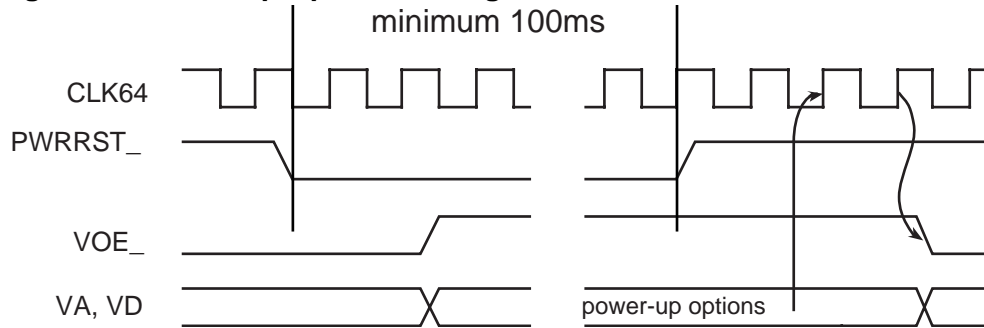 minimum 100ms
CLK64
PWRRST_
VOE_
VA, VD
power-up options